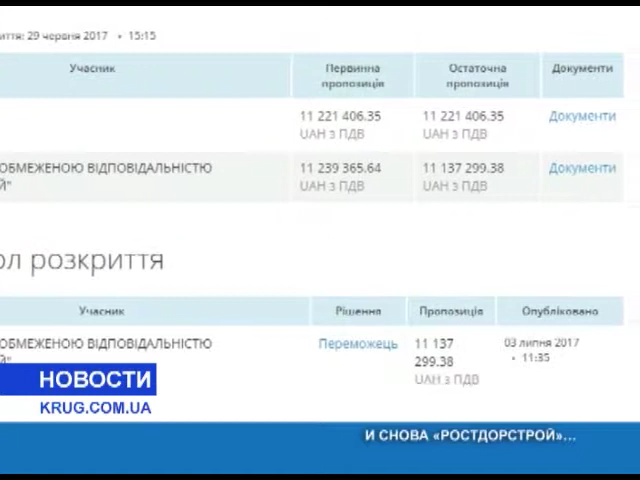 иття: 29 червня 2017 • 15:15
Учасник Первинна пропозиція Остаточна пропозиція Документи
11 221 406.35 11 221 406.35 Документи
UAH з ПДВ UAH з ПДВ
ОБМЕЖЕНОЮ ВІДПОВІДАЛЬНІСТЮ 11 239 365.64 11 137 299.38 Документи
Й" UAH з ПДВ UAH з ПДВ
ол розкриття
Учасник Рішення Пропозиція Опубліковано
ОБМЕЖЕНОЮ ВІДПОВІДАЛЬНІСТЮ Переможець 11 137 03 липня 2017
Й" 299.38 • 11:35
UAH з ПДВ
НОВОСТИ
KRUG.COM.UA
И СНОВА «РОСТДОРСТРОЙ»...